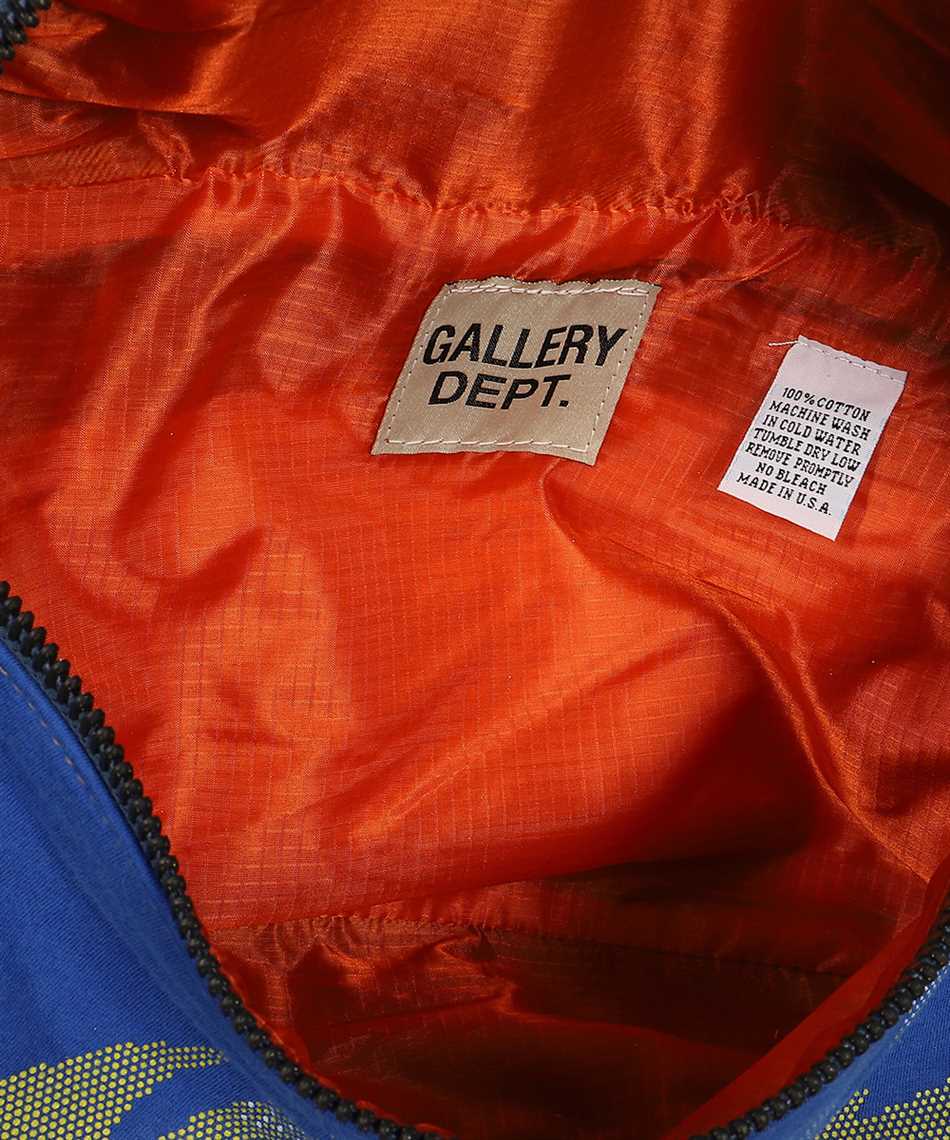 GALLERY
DEPT.
100% COTTON
MACHINE WASH
IN COLD WATER
TUMBLE DRY LOW
REMOVE PROMPTLY
NO BLEACH
MADE IN U.S.A.